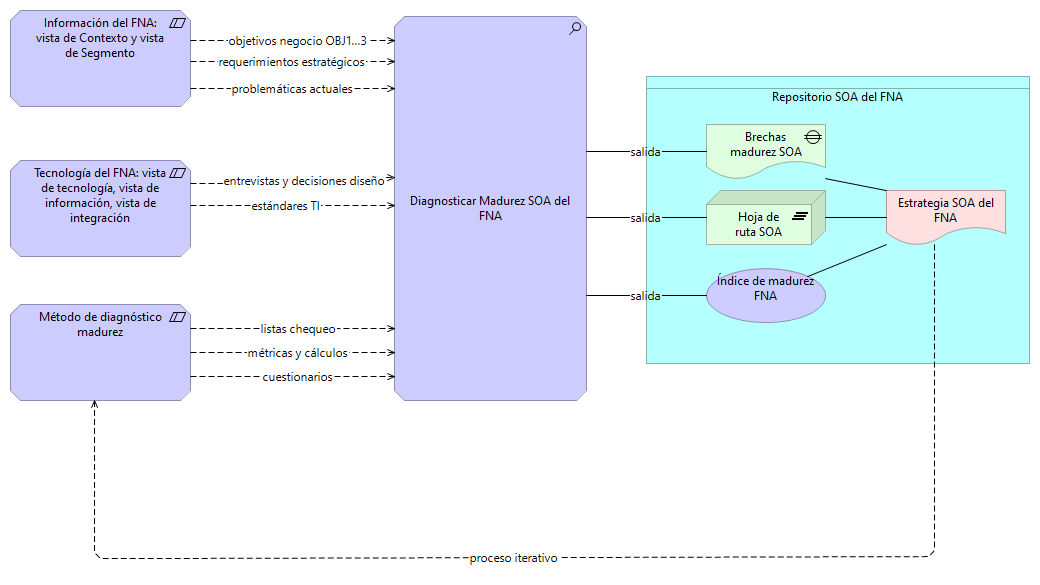 Información del FNA:
vista de Contexto y vista
de Segmento
objetivos negocio OBJ1...3
requerimientos estratégicos
problemáticas actuales
Tecnología del FNA: vista
de tecnología, vista de
información, vista de
integración
entrevistas y decisiones diseño
estándares TI
Método de diagnóstico
madurez
listas chequeo
métricas y cálculos
cuestionarios
Diagnosticar Madurez SOA del
FNA
salida
salida
salida
Repositorio SOA del FNA
Brechas
madurez SOA
Hoja de
ruta SOA
Índice de madurez
FNA
Estrategia SOA del
FNA
proceso iterativo